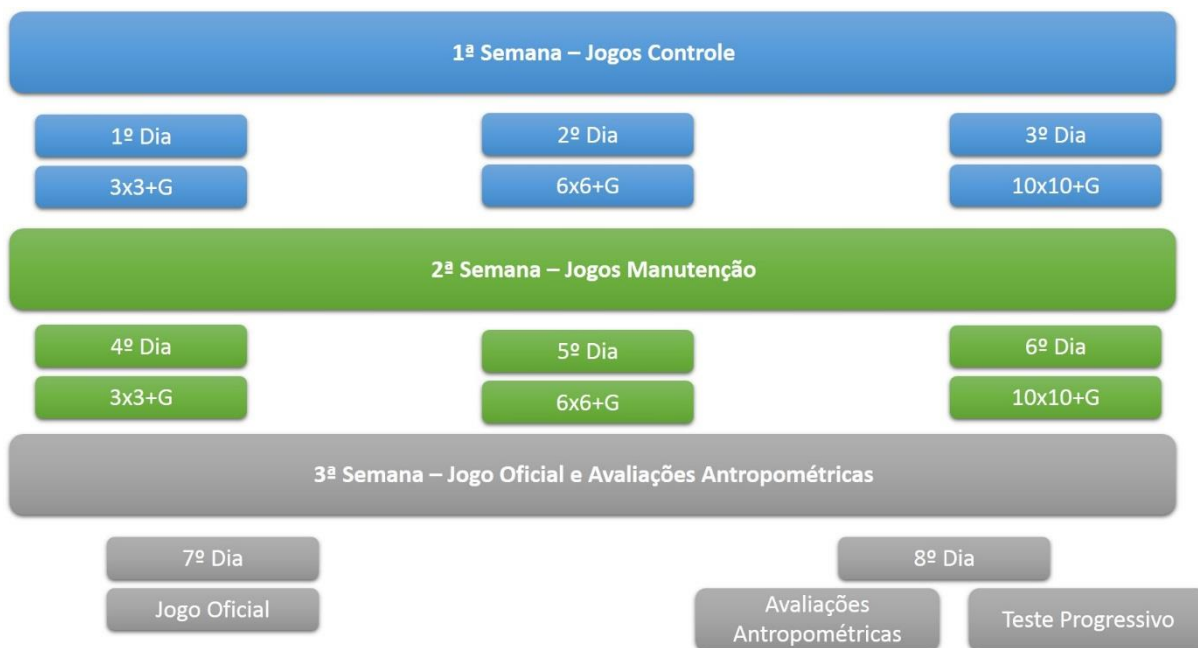 1ª Semana – Jogos Controle
1º Dia
2º Dia
3º Dia
3x3+G
6x6+G
10x10+G
2ª Semana – Jogos Manutenção
4º Dia
5º Dia
6º Dia
3x3+G
6x6+G
10x10+G
3ª Semana – Jogo Oficial e Avaliações Antropométricas
7º Dia
8º Dia
Jogo Oficial
Avaliações
Antropométricas
Teste Progressivo